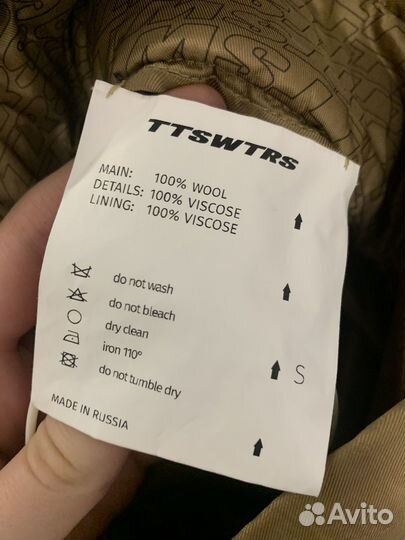 TTSWTRS
MAIN: 100% WOOL
DETAILS: 100% VISCOSE
LINING: 100% VISCOSE
do not wash
do not bleach
dry clean
iron 110°
do not tumble dry
S
MADE IN RUSSIA
Avito